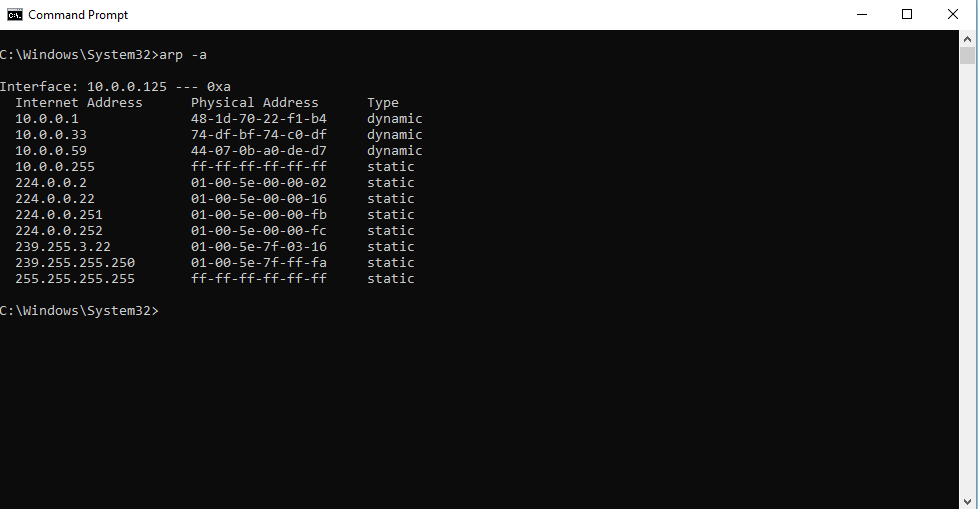 Command Prompt
C:\Windows\System32>arp -a
Interface: 10.0.0.125 --- 0xa
  Internet Address      Physical Address      Type
  10.0.0.1              48-1d-70-22-f1-b4     dynamic
  10.0.0.33             74-df-bf-74-c0-df     dynamic
  10.0.0.59             44-07-0b-a0-de-d7     dynamic
  10.0.0.255            ff-ff-ff-ff-ff-ff     static
  224.0.0.2             01-00-5e-00-00-02     static
  224.0.0.22            01-00-5e-00-00-16     static
  224.0.0.251           01-00-5e-00-00-fb     static
  224.0.0.252           01-00-5e-00-00-fc     static
  239.255.3.22          01-00-5e-7f-03-16     static
  239.255.255.250       01-00-5e-7f-ff-fa     static
  255.255.255.255       ff-ff-ff-ff-ff-ff     static
C:\Windows\System32>